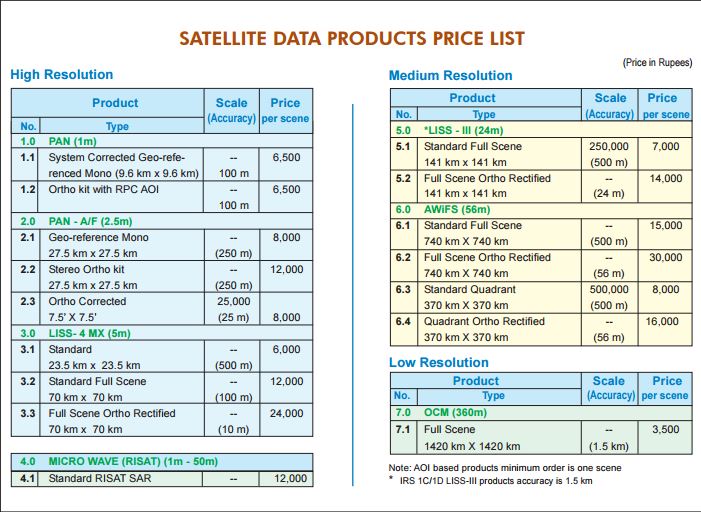 SATELLITE DATA PRODUCTS PRICE LIST
(Price in Rupees)
High Resolution
Product Scale Price
No. Type (Accuracy) per scene
1.0 PAN (1m)
1.1 System Corrected Geo-refe- -- 6,500
renced Mono (9.6 km x 9.6 km) 100 m
1.2 Ortho kit with RPC AOI -- 6,500
100 m
2.0 PAN - A/F (2.5m)
2.1 Geo-reference Mono -- 8,000
27.5 km x 27.5 km (250 m)
2.2 Stereo Ortho kit -- 12,000
27.5 km x 27.5 km (250 m)
2.3 Ortho Corrected 25,000
7.5' X 7.5' (25 m) 8,000
3.0 LISS- 4 MX (5m)
3.1 Standard -- 6,000
23.5 km x 23.5 km (500 m)
3.2 Standard Full Scene -- 12,000
70 km x 70 km (100 m)
3.3 Full Scene Ortho Rectified -- 24,000
70 km x 70 km (10 m)
4.0 MICRO WAVE (RISAT) (1m - 50m)
4.1 Standard RISAT SAR -- 12,000
Medium Resolution
Product Scale Price
No. Type (Accuracy) per scene
5.0 *LISS - III (24m)
5.1 Standard Full Scene 250,000 7,000
141 km x 141 km (500 m)
5.2 Full Scene Ortho Rectified -- 14,000
141 km x 141 km (24 m)
6.0 AWiFS (56m)
6.1 Standard Full Scene -- 15,000
740 km X 740 km (500 m)
6.2 Full Scene Ortho Rectified -- 30,000
740 km X 740 km (56 m)
6.3 Standard Quadrant 500,000 8,000
370 km X 370 km (500 m)
6.4 Quadrant Ortho Rectified -- 16,000
370 km X 370 km (56 m)
Low Resolution
Product Scale Price
No. Type (Accuracy) per scene
7.0 OCM (360m)
7.1 Full Scene -- 3,500
1420 km X 1420 km (1.5 km)
Note: AOI based products minimum order is one scene
* IRS 1C/1D LISS-III products accuracy is 1.5 km